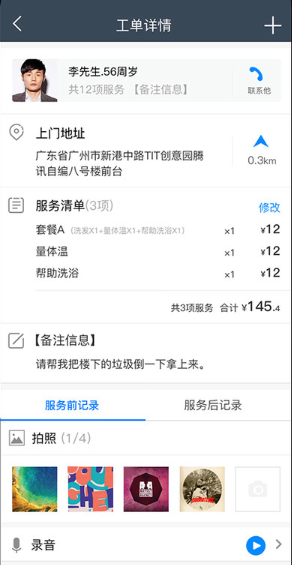 工单详情
李先生.56周岁
共12项服务 【备注信息】
联系他
上门地址
广东省广州市新港中路TIT创意园腾
讯自编八号楼前台
0.3km
服务清单(3项)
修改
套餐A（洗发X1+量体温X1+帮助洗浴X1） x1 ¥12
量体温 x1 ¥12
帮助洗浴 x1 ¥12
共3项服务 合计 ¥145.4
【备注信息】
请帮我把楼下的垃圾倒一下拿上来。
服务前记录 服务后记录
拍照 (1/4)
录音